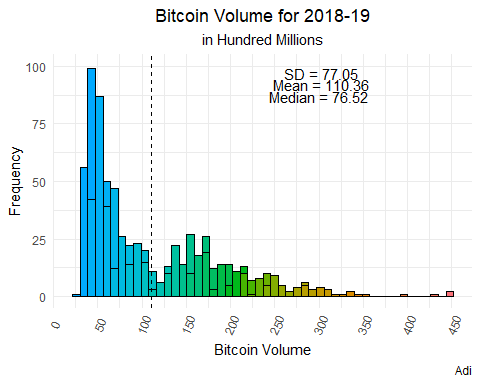 Bitcoin Volume for 2018-19
in Hundred Millions
SD = 77.05
Mean = 110.36
Median = 76.52
100
75
50
25
0
Frequency
0 50 100 150 200 250 300 350 400 450
Bitcoin Volume
Adi